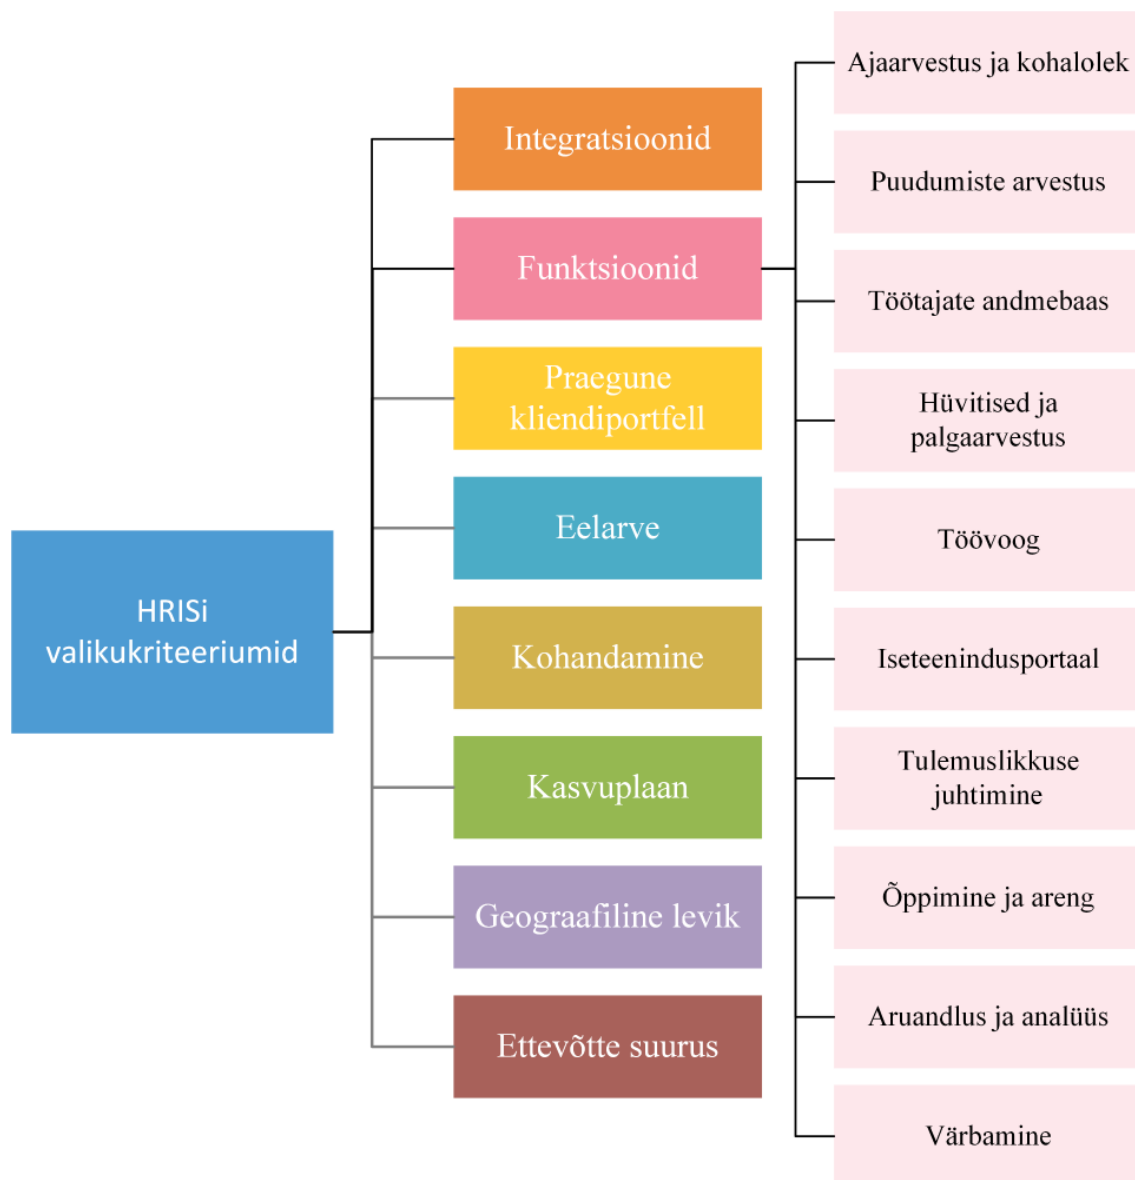 HRISi
valikukriteeriumid
Integratsioonid
Funktsioonid
Praegune
kliendiportfell
Eelarve
Kohandamine
Kasvuplaan
Geograafiline levik
Ettevõtte suurus
Ajaarvestus ja kohalolek
Puudumiste arvestus
Töötajate andmebaas
Hüvitised ja
palgaarvestus
Töövoog
Iseteenindusportaal
Tulemuslikkuse
juhtimine
Õppimine ja areng
Aruandlus ja analüüs
Värbamine